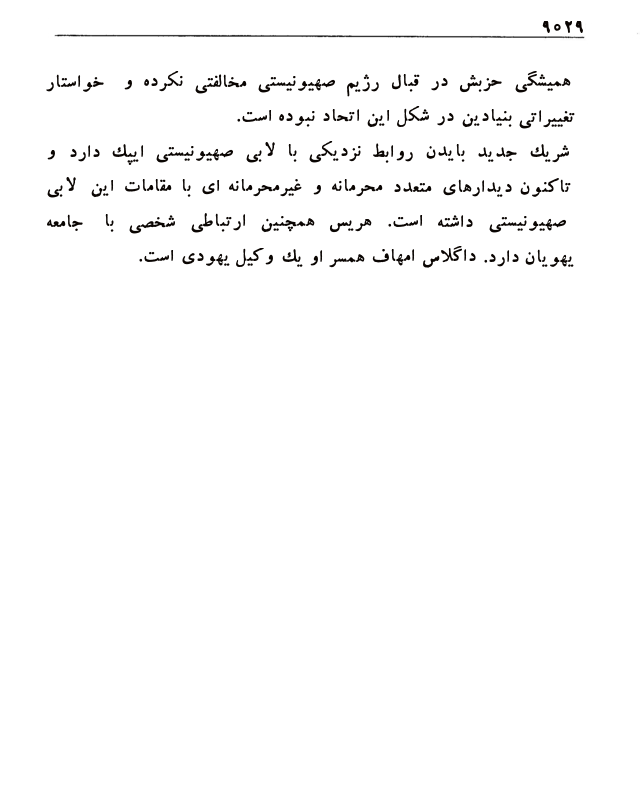 ۹۰۲۹
همیشگی حزبش در قبال رژیم صهیونیستی مخالفتی نکرده و خواستار
تغییراتی بنیادین در شکل این اتحاد نبوده است.
شریك جدید بایدن روابط نزدیکی با لابی صهیونیستی ایپك دارد و
تاکنون دیدارهای متعدد محرمانه و غیرمحرمانه ای با مقامات این لابی
صهیونیستی داشته است. هریس همچنین ارتباطی شخصی با جامعه
یهویان دارد. داگلاس امهاف همسر او یك وکیل یهودی است.